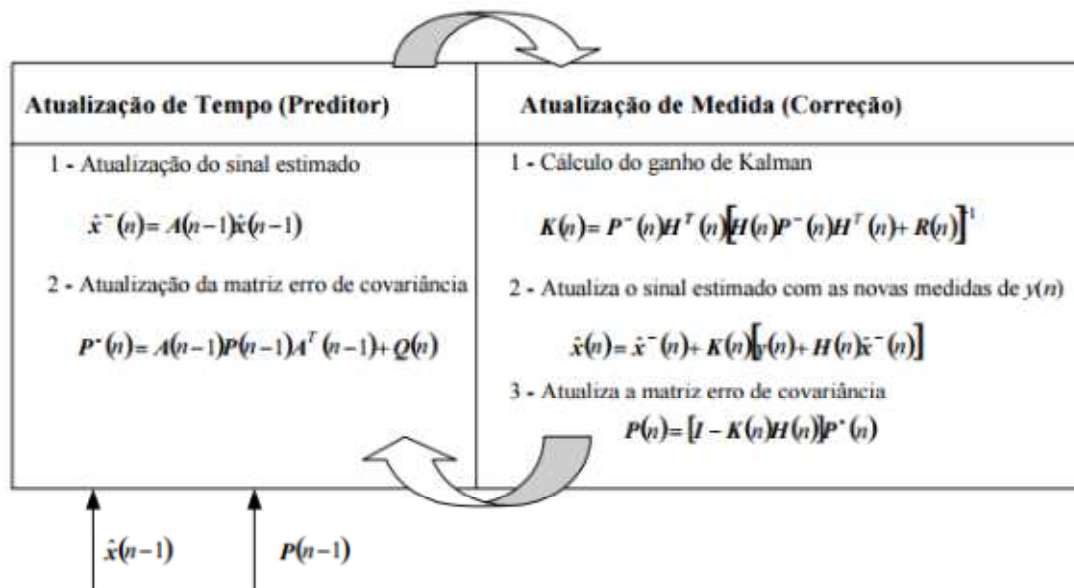 Atualização de Tempo (Preditor)
1 - Atualização do sinal estimado
x̂⁻(n)= A(n−1)x̂(n−1)
2 - Atualização da matriz erro de covariância
P⁻(n)= A(n−1)P(n−1)Aᵀ(n−1)+Q(n)
Atualização de Medida (Correção)
1 - Cálculo do ganho de Kalman
K(n)= P⁻(n)Hᵀ(n)[H(n)P⁻(n)Hᵀ(n)+ R(n)]⁻¹
2 - Atualiza o sinal estimado com as novas medidas de y(n)
x̂(n)= x̂⁻(n)+ K(n)[y(n)+ H(n)x̂⁻(n)]
3 - Atualiza a matriz erro de covariância
P(n)= [I − K(n)H(n)]P⁻(n)
x̂(n−1) P(n−1)